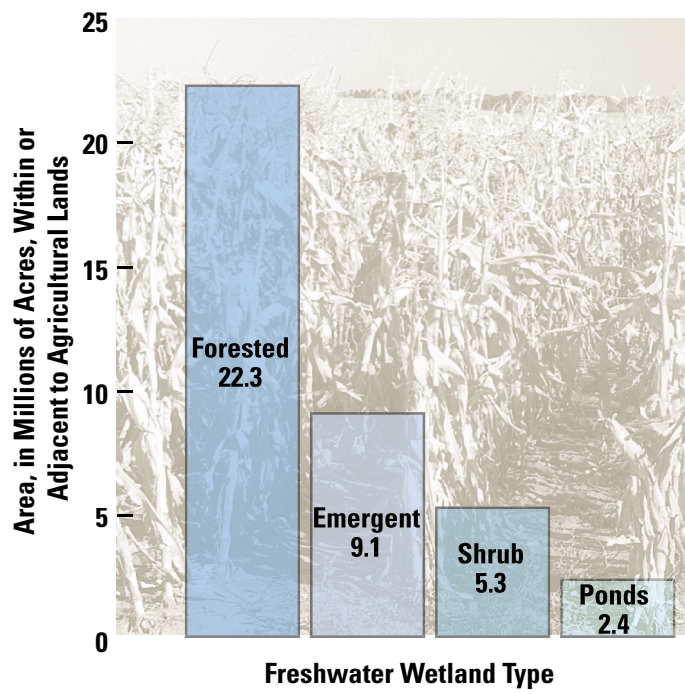 Area, in Millions of Acres, Within or
Adjacent to Agricultural Lands
25
20
15
10
5
0
Forested
22.3
Emergent
9.1
Shrub
5.3
Ponds
2.4
Freshwater Wetland Type